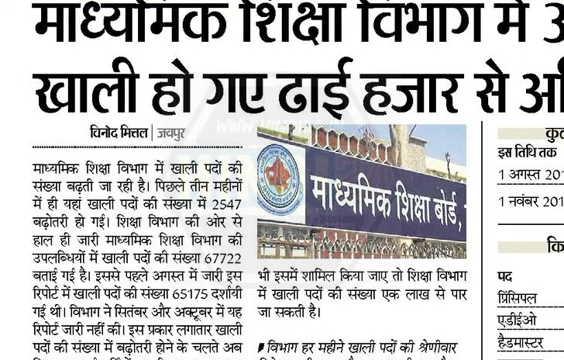 माध्यमिक शिक्षा विभाग में
खाली हो गए ढाई हजार से
विनोद मित्तल | जयपुर
माध्यमिक शिक्षा विभाग में खाली पदों की
संख्या बढ़ती जा रही है। पिछले तीन महीनों
में ही यहां खाली पदों की संख्या में 2547
बढ़ोतरी हो गई। शिक्षा विभाग की ओर से
हाल ही जारी माध्यमिक शिक्षा विभाग की
उपलब्धियों में खाली पदों की संख्या 67722
बताई गई है। इससे पहले अगस्त में जारी इस
रिपोर्ट में खाली पदों की संख्या 65175 दर्शायी
गई थी। विभाग ने सितंबर और अक्टूबर में यह
रिपोर्ट जारी नहीं की। इस प्रकार लगातार खाली
पदों की संख्या में बढ़ोतरी होने के चलते अब
माध्यमिक शिक्षा बोर्ड,
भी इसमें शामिल किया जाए तो शिक्षा विभाग
में खाली पदों की संख्या एक लाख से पार
जा सकती है।
विभाग हर महीने खाली पदों की श्रेणीवार
इस तिथि तक
1 अगस्त 201
1 नवंबर 201
पद
प्रिंसिपल
एडीईओ
हैडमास्टर